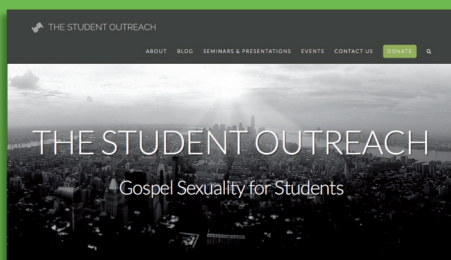 THE STUDENT OUTREACH
ABOUT BLOG SEMINARS & PRESENTATIONS EVENTS CONTACT US DONATE
THE STUDENT OUTREACH
Gospel Sexuality for Students